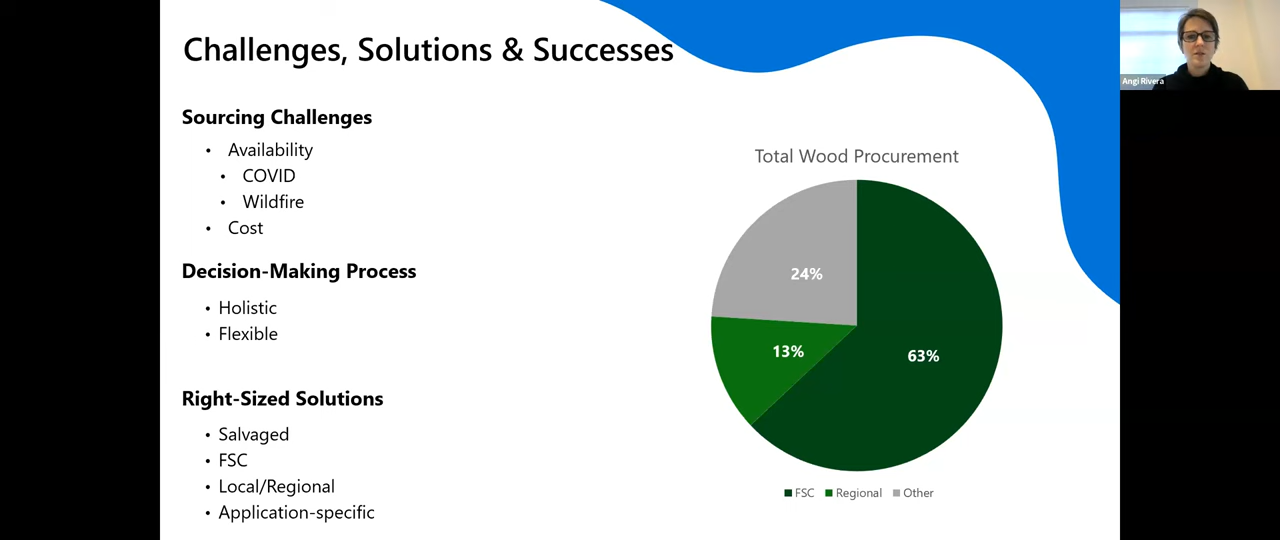 Challenges, Solutions & Successes
Angi Rivera
Sourcing Challenges
• Availability
• COVID
• Wildfire
• Cost
Decision-Making Process
• Holistic
• Flexible
Right-Sized Solutions
• Salvaged
• FSC
• Local/Regional
• Application-specific
Total Wood Procurement
24%
13%
63%
FSC Regional Other